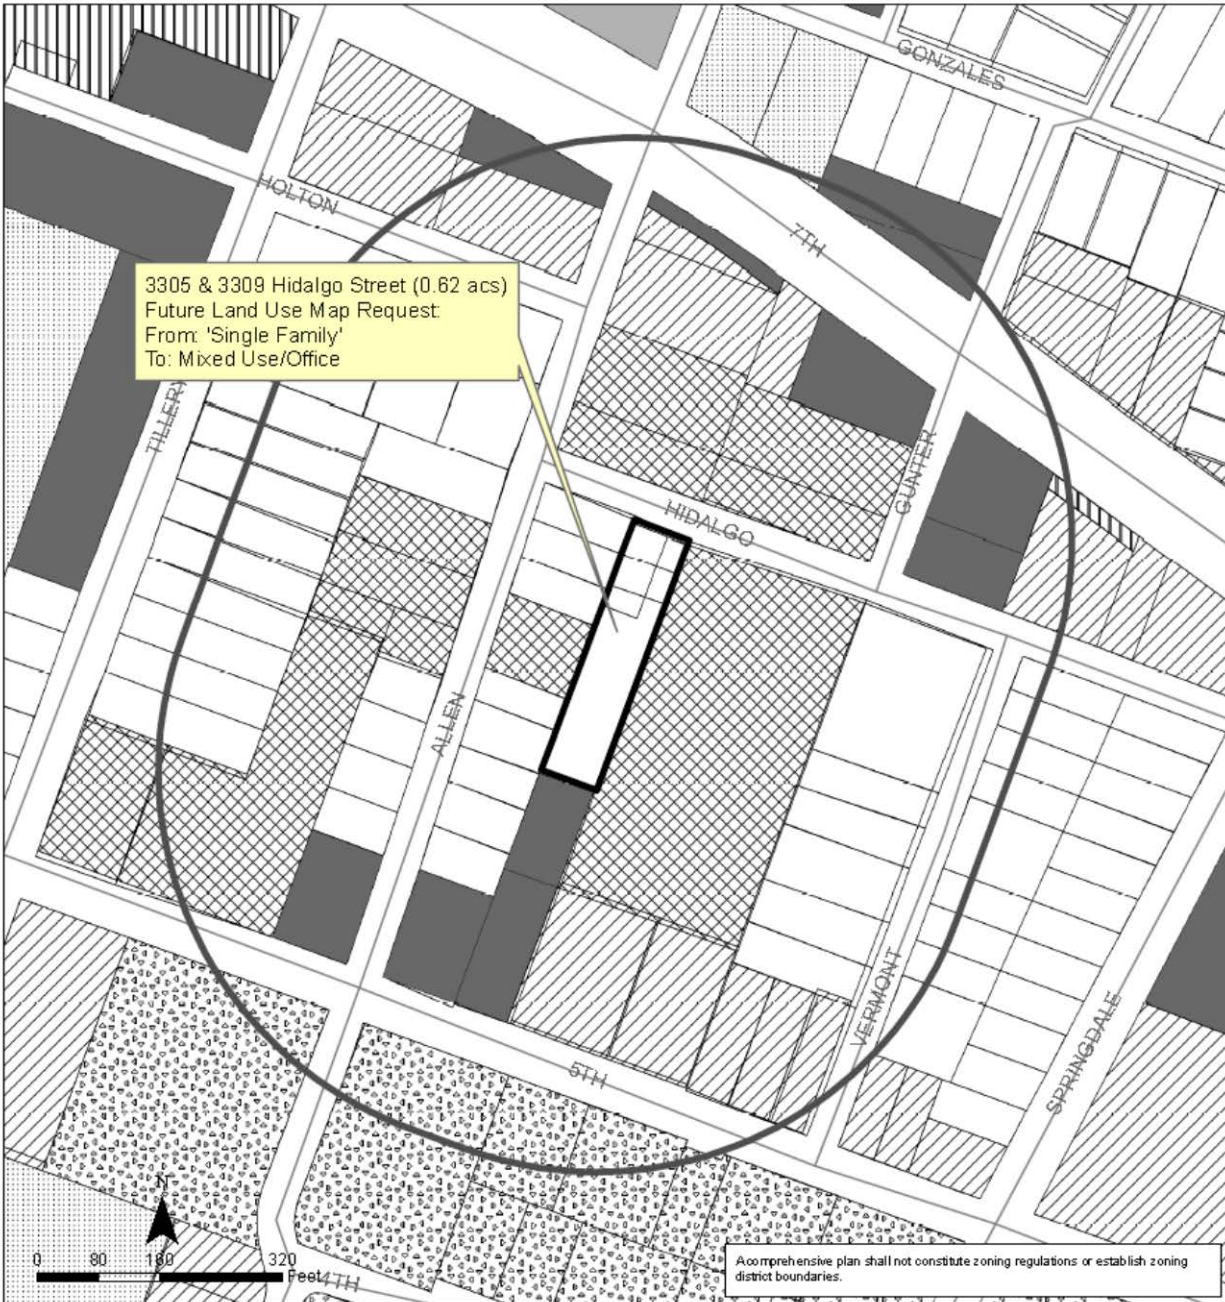 GONZALES
HOLTON
7TH
3305 & 3309 Hidalgo Street (0.62 acs)
Future Land Use Map Request:
From: 'Single Family'
To: Mixed Use/Office
TILLERY
GUNTER
HIDALGO
ALLEN
VERMONT
SPRINGDALE
5TH
N
0 80 160 320
Feet
4TH
A comprehensive plan shall not constitute zoning regulations or establish zoning
district boundaries.